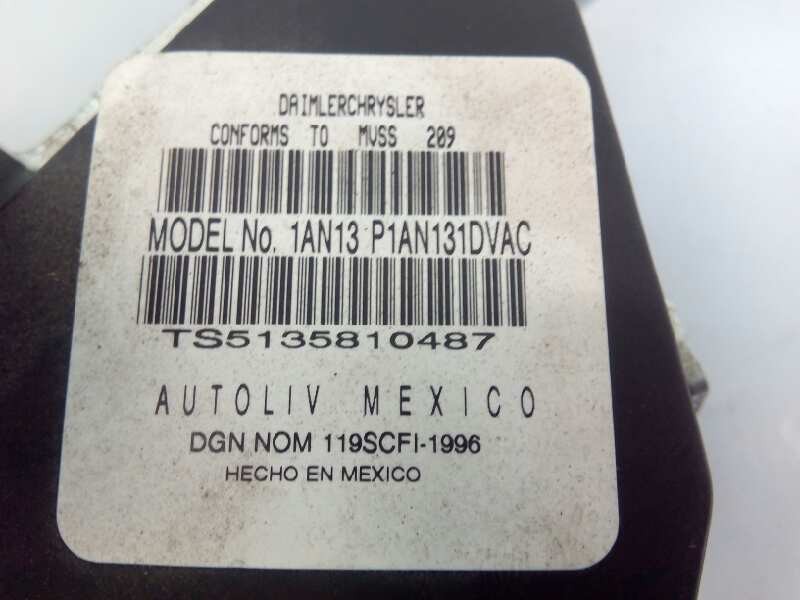 DAIMLERCHRYSLER
CONFORMS TO MVSS 209
MODEL No. 1AN13 P1AN131DVAC
TS5135810487
AUTOLIV MEXICO
DGN NOM 119SCFI-1996
HECHO EN MEXICO